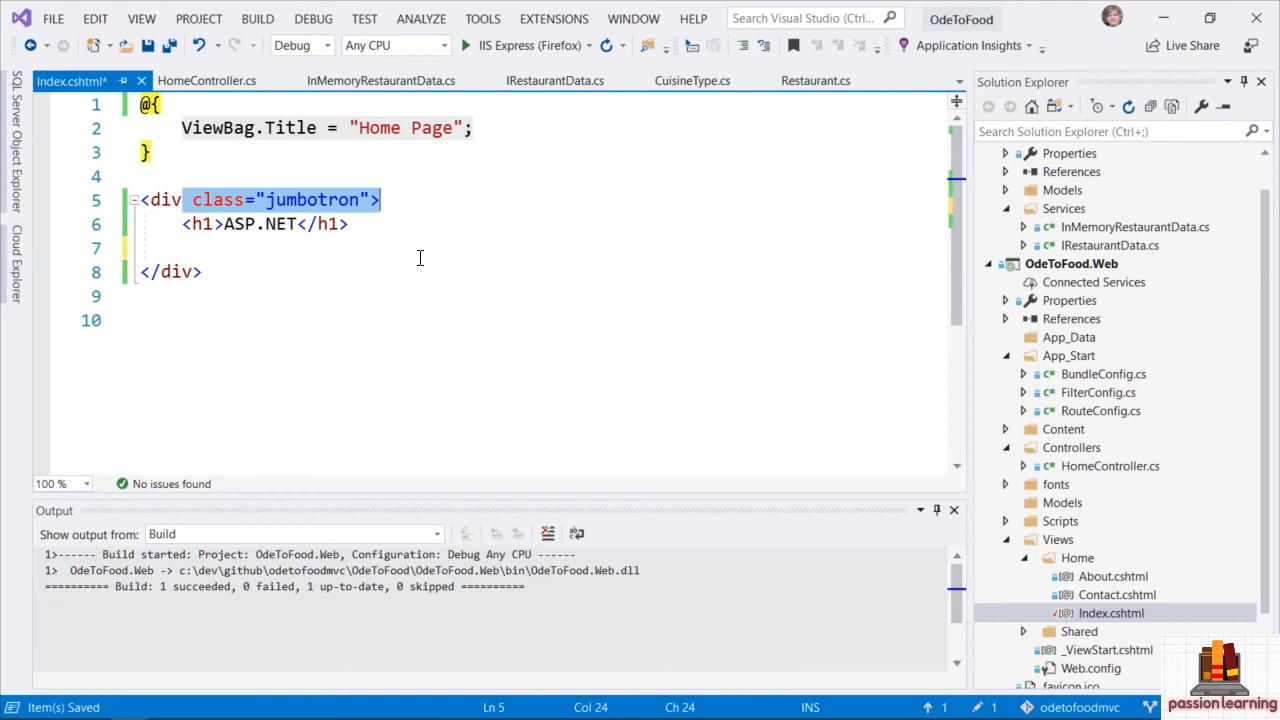 FILE EDIT VIEW PROJECT BUILD DEBUG TEST ANALYZE TOOLS EXTENSIONS WINDOW HELP Search Visual Studio (Ctrl... OdeToFood
Debug Any CPU IIS Express (Firefox) Application Insights Live Share
SQL Server Object Explorer
Cloud Explorer
Index.cshtml* HomeController.cs InMemoryRestaurantData.cs IRestaurantData.cs CuisineType.cs Restaurant.cs
1 @{
2 ViewBag.Title = "Home Page";
3 }
4
5 <div class="jumbotron">
6 <h1>ASP.NET</h1>
7
8 </div>
9
10
100 % No issues found
Output
Show output from: Build
1>------ Build started: Project: OdeToFood.Web, Configuration: Debug Any CPU ------
1> OdeToFood.Web -> c:\dev\github\odetofoodmvc\OdeToFood\OdeToFood.Web\bin\OdeToFood.Web.dll
========== Build: 1 succeeded, 0 failed, 1 up-to-date, 0 skipped ==========
Solution Explorer
Search Solution Explorer (Ctrl+;)
Properties
References
Models
Services
C# InMemoryRestaurantData.cs
C# IRestaurantData.cs
OdeToFood.Web
Connected Services
Properties
References
App_Data
App_Start
C# BundleConfig.cs
C# FilterConfig.cs
C# RouteConfig.cs
Content
Controllers
C# HomeController.cs
fonts
Models
Scripts
Views
Home
[@] About.cshtml
[@] Contact.cshtml
[@] Index.cshtml
Shared
[@] _ViewStart.cshtml
Web.config
favicon.ico
passion learning
Item(s) Saved Ln 5 Col 24 Ch 24 INS 1 1 odetofoodmvc